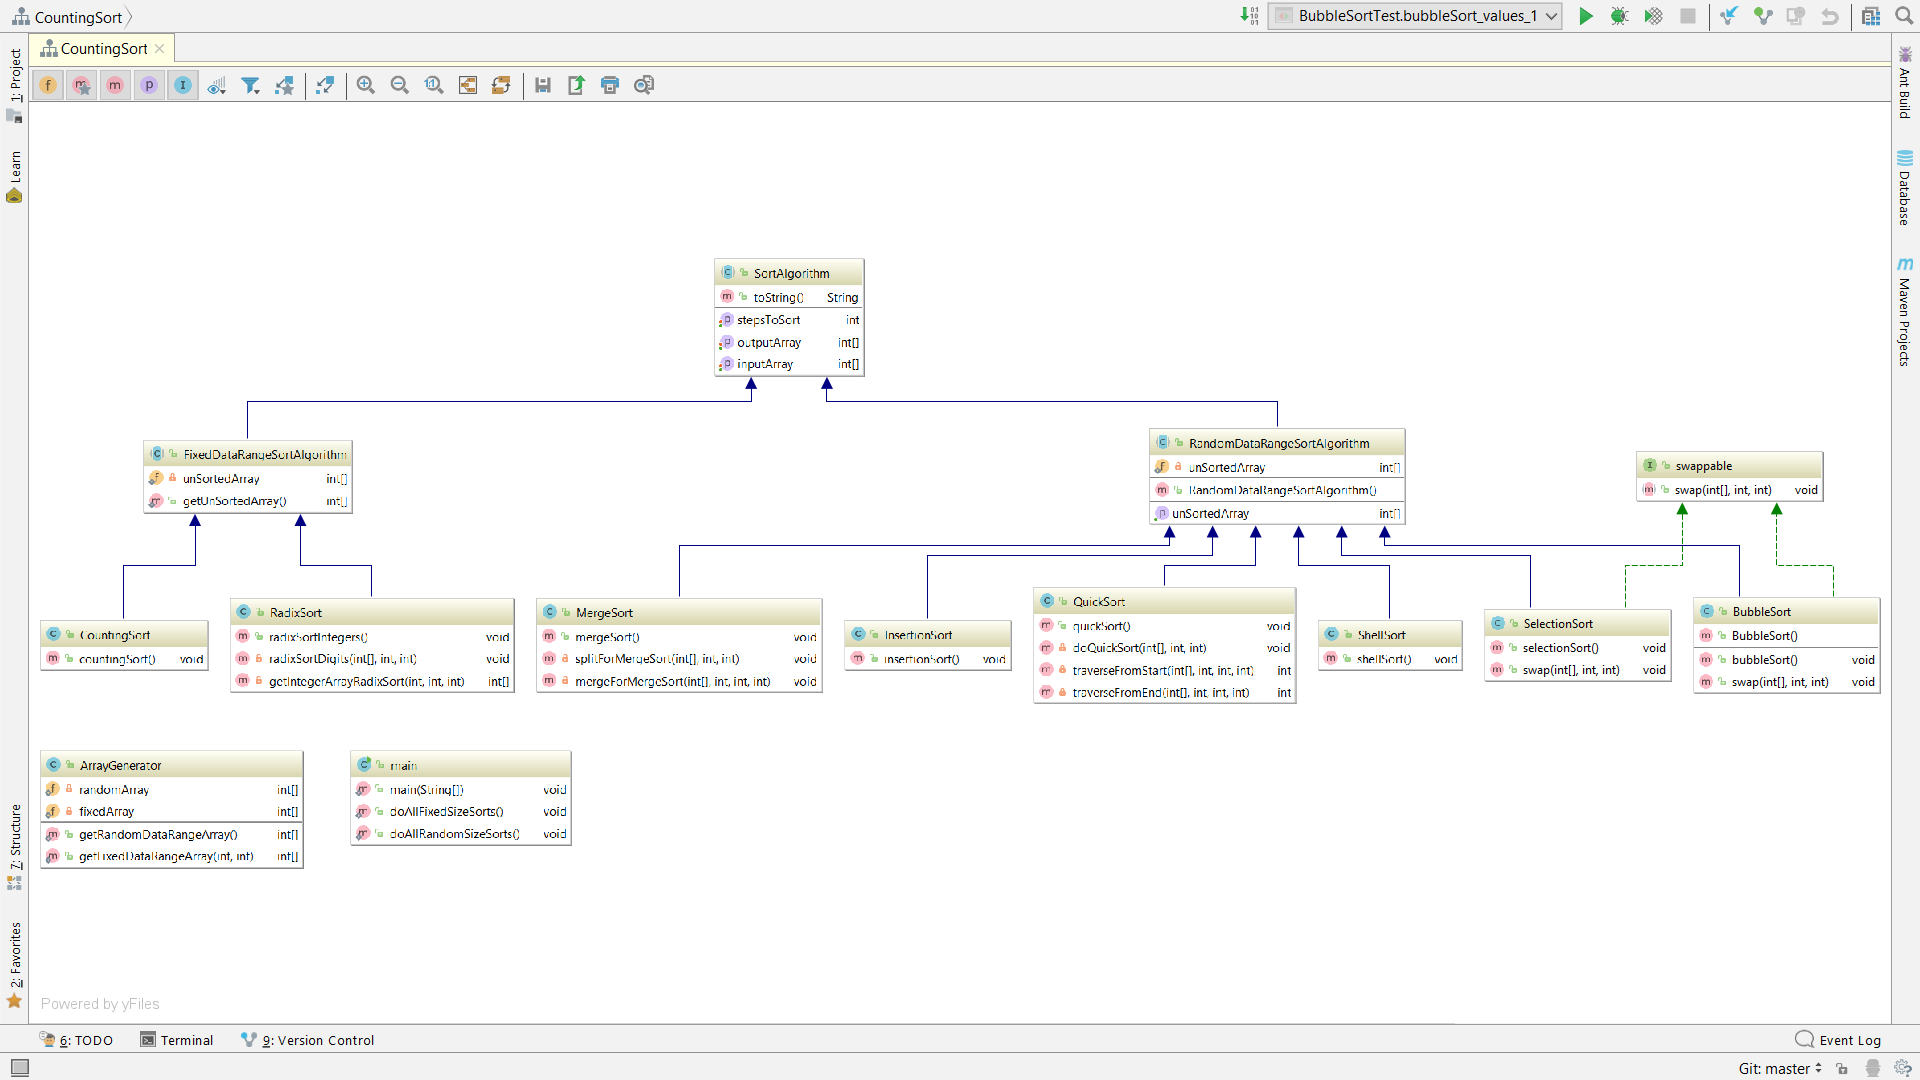 CountingSort
BubbleSortTest.bubbleSort_values_1
CountingSort
1: Project
Learn
7: Structure
2: Favorites
Ant Build
Database
Maven Projects
SortAlgorithm
toString() String
stepsToSort int
outputArray int[]
inputArray int[]
FixedDataRangeSortAlgorithm
unSortedArray int[]
getUnSortedArray() int[]
RandomDataRangeSortAlgorithm
unSortedArray int[]
RandomDataRangeSortAlgorithm()
unSortedArray int[]
swappable
swap(int[], int, int) void
CountingSort
countingSort() void
RadixSort
radixSortIntegers() void
radixSortDigits(int[], int, int) void
getIntegerArrayRadixSort(int, int, int) int[]
MergeSort
mergeSort() void
splitForMergeSort(int[], int, int) void
mergeForMergeSort(int[], int, int, int) void
InsertionSort
insertionSort() void
QuickSort
quickSort() void
doQuickSort(int[], int, int) void
traverseFromStart(int[], int, int, int) int
traverseFromEnd(int[], int, int, int) int
ShellSort
shellSort() void
SelectionSort
selectionSort() void
swap(int[], int, int) void
BubbleSort
BubbleSort()
bubbleSort() void
swap(int[], int, int) void
ArrayGenerator
randomArray int[]
fixedArray int[]
getRandomDataRangeArray() int[]
getFixedDataRangeArray(int, int) int[]
main
main(String[]) void
doAllFixedSizeSorts() void
doAllRandomSizeSorts() void
Powered by yFiles
6: TODO
Terminal
9: Version Control
Event Log
Git: master